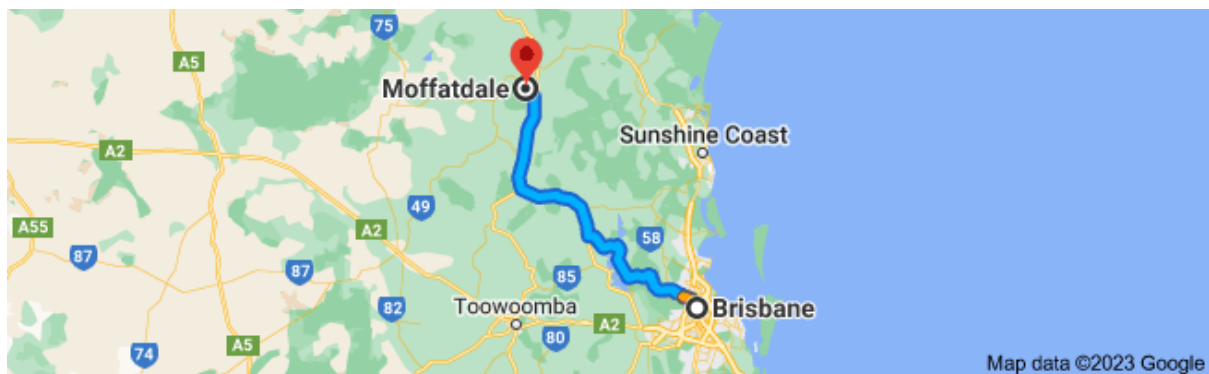 75
A5
Moffatdale
Sunshine Coast
A2
49
A55
A2
58
87
87
85
82
Toowoomba
Brisbane
A2
80
74
A5
Map data ©2023 Google